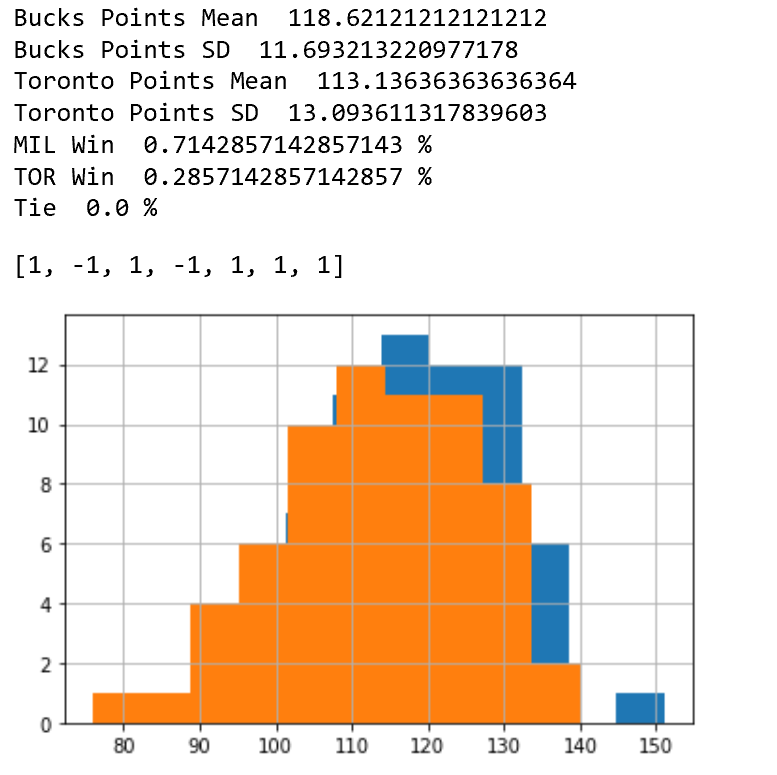 Bucks Points Mean  118.62121212121212
Bucks Points SD  11.693213220977178
Toronto Points Mean  113.13636363636364
Toronto Points SD  13.093611317839603
MIL Win  0.7142857142857143 %
TOR Win  0.2857142857142857 %
Tie  0.0 %
[1, -1, 1, -1, 1, 1, 1]
12
10
8
6
4
2
0
80 90 100 110 120 130 140 150